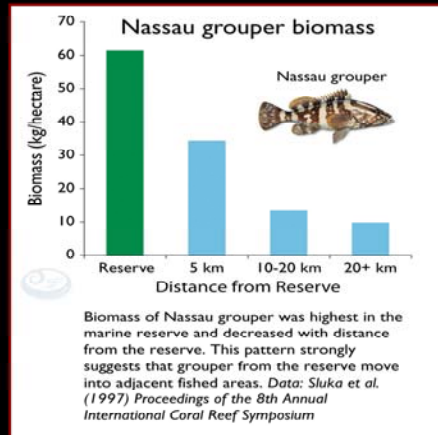 Nassau grouper biomass
70
60
50
40
30
20
10
0
Biomass (kg/hectare)
Nassau grouper
Reserve 5 km 10-20 km 20+ km
Distance from Reserve
Biomass of Nassau grouper was highest in the
marine reserve and decreased with distance
from the reserve. This pattern strongly
suggests that grouper from the reserve move
into adjacent fished areas. Data: Sluka et al.
(1997) Proceedings of the 8th Annual
International Coral Reef Symposium